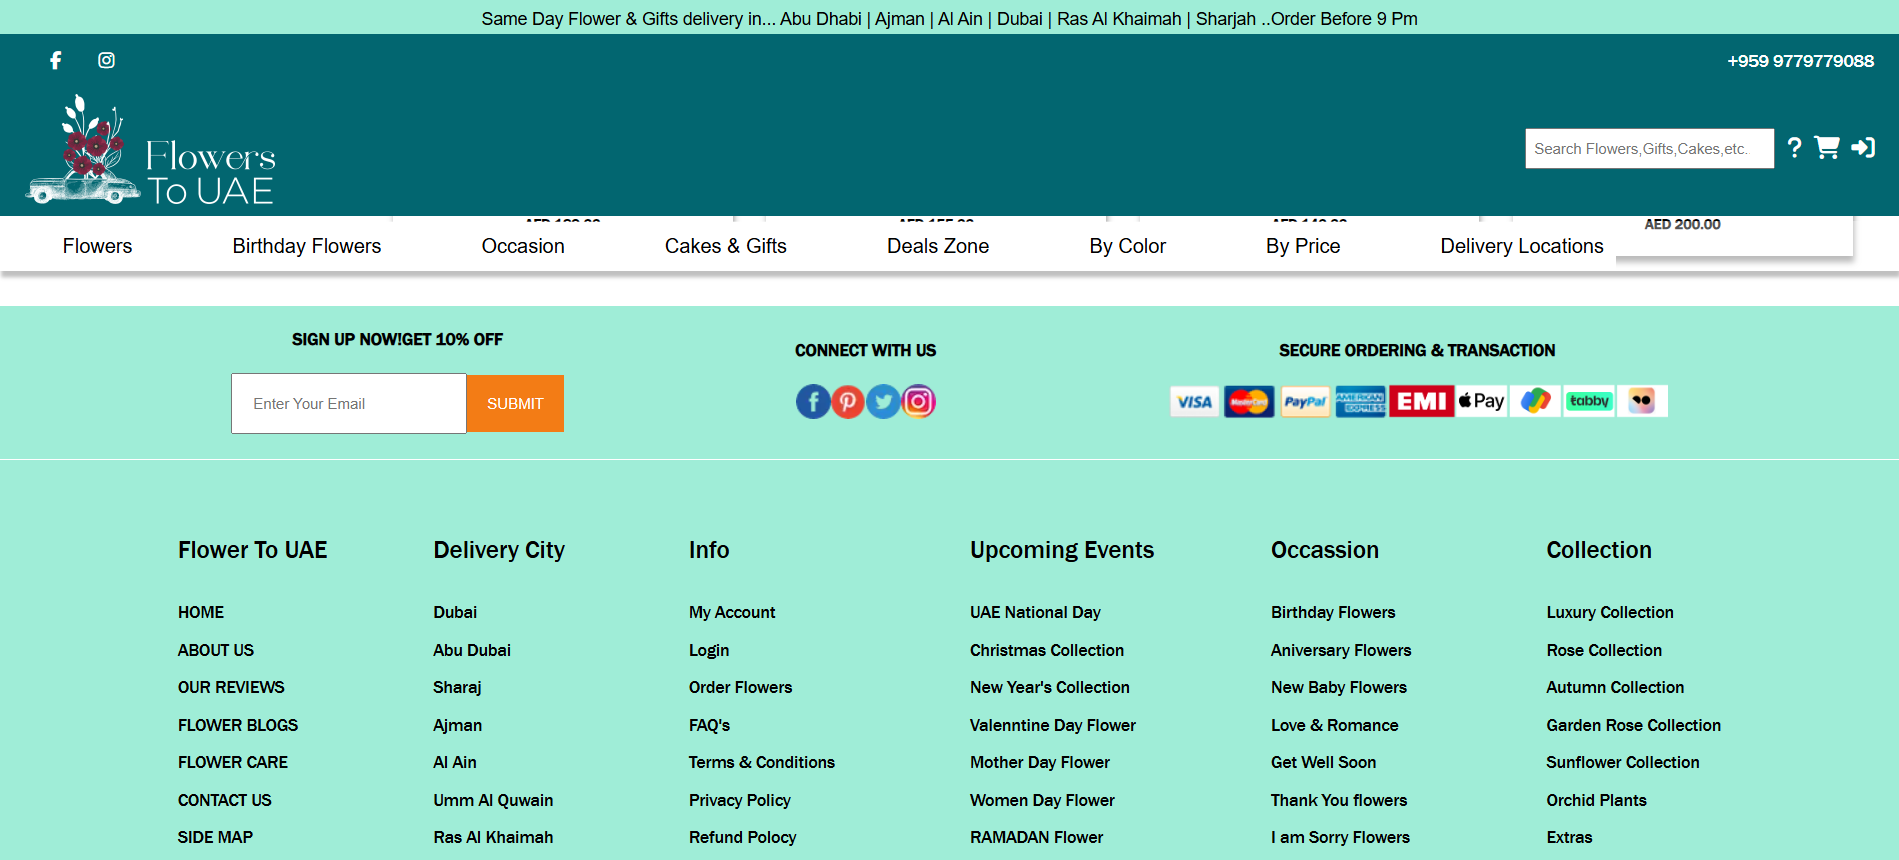 Same Day Flower & Gifts delivery in... Abu Dhabi | Ajman | Al Ain | Dubai | Ras Al Khaimah | Sharjah ..Order Before 9 Pm
+959 9779779088
Flowers
To UAE
Search Flowers,Gifts,Cakes,etc.
?
AED 200.00
Flowers Birthday Flowers Occasion Cakes & Gifts Deals Zone By Color By Price Delivery Locations
SIGN UP NOW!GET 10% OFF
Enter Your Email SUBMIT
CONNECT WITH US
SECURE ORDERING & TRANSACTION
VISA MasterCard PayPal AMERICAN EXPRESS EMI Pay tabby
Flower To UAE
HOME
ABOUT US
OUR REVIEWS
FLOWER BLOGS
FLOWER CARE
CONTACT US
SIDE MAP
Delivery City
Dubai
Abu Dubai
Sharaj
Ajman
Al Ain
Umm Al Quwain
Ras Al Khaimah
Info
My Account
Login
Order Flowers
FAQ's
Terms & Conditions
Privacy Policy
Refund Polocy
Upcoming Events
UAE National Day
Christmas Collection
New Year's Collection
Valenntine Day Flower
Mother Day Flower
Women Day Flower
RAMADAN Flower
Occassion
Birthday Flowers
Aniversary Flowers
New Baby Flowers
Love & Romance
Get Well Soon
Thank You flowers
I am Sorry Flowers
Collection
Luxury Collection
Rose Collection
Autumn Collection
Garden Rose Collection
Sunflower Collection
Orchid Plants
Extras